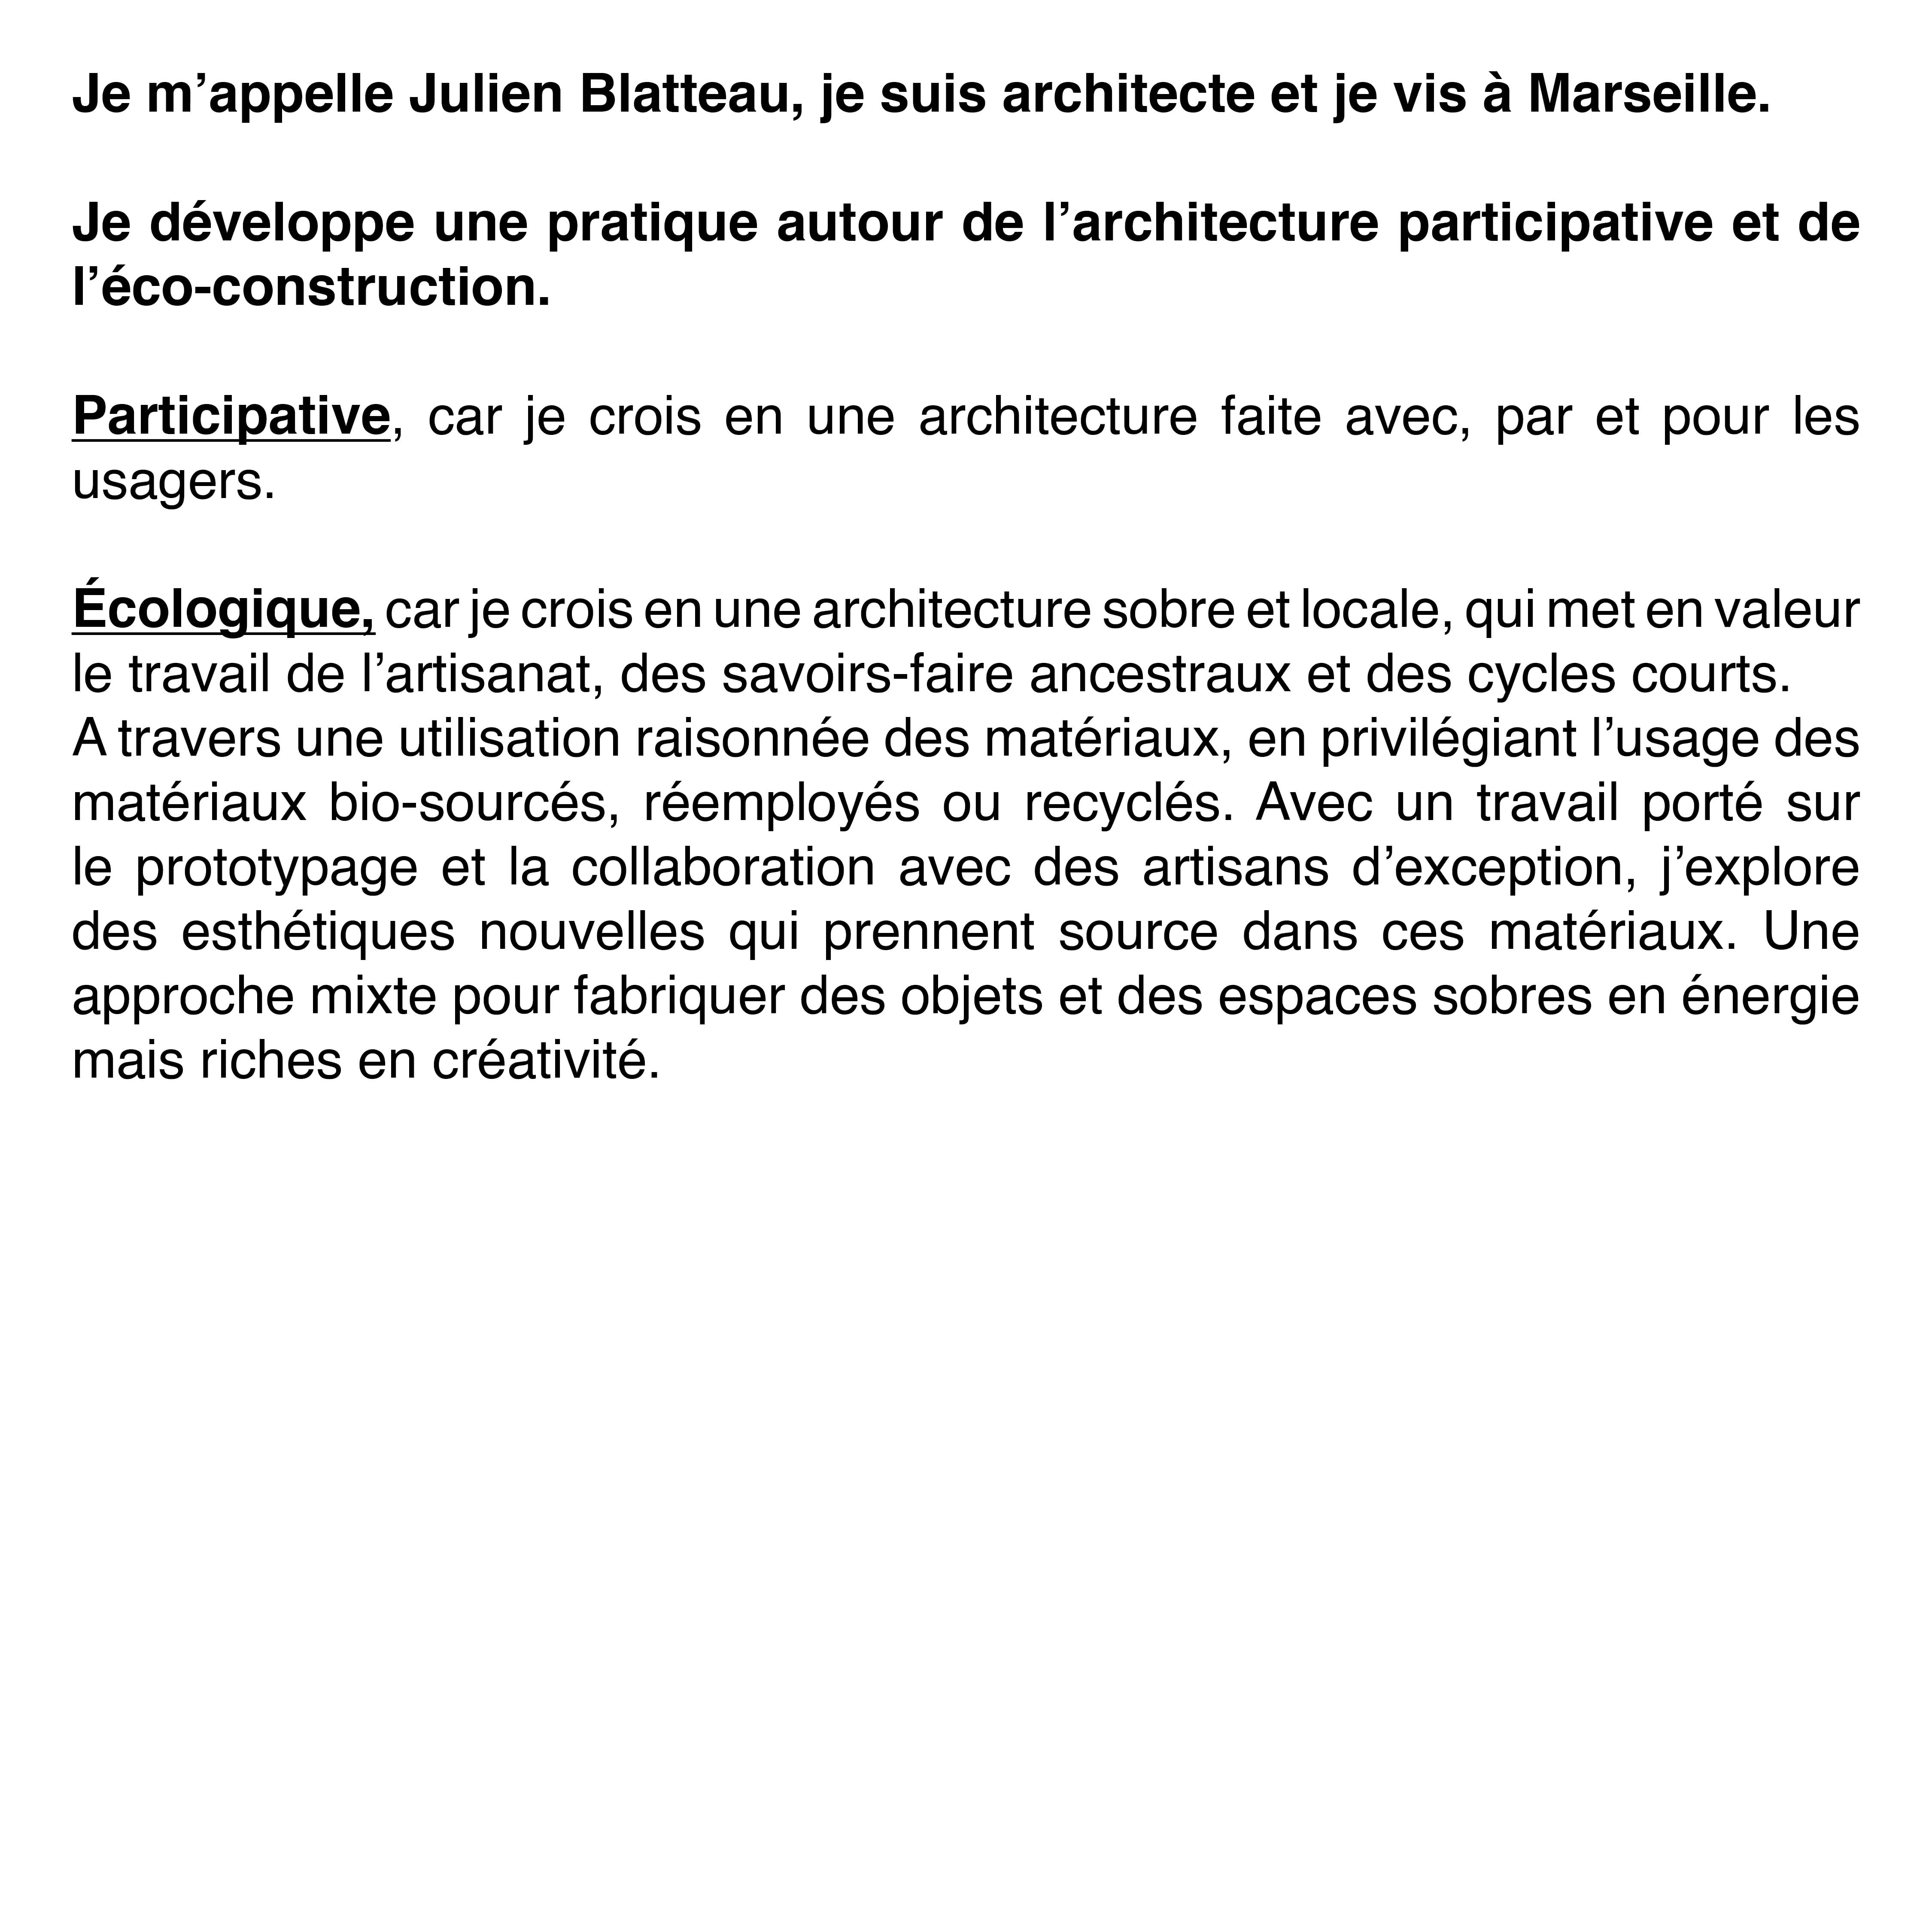 Je m’appelle Julien Blatteau, je suis architecte et je vis à Marseille.
Je développe une pratique autour de l’architecture participative et de
l’éco-construction.
Participative, car je crois en une architecture faite avec, par et pour les
usagers.
Écologique, car je crois en une architecture sobre et locale, qui met en valeur
le travail de l’artisanat, des savoirs-faire ancestraux et des cycles courts.
A travers une utilisation raisonnée des matériaux, en privilégiant l’usage des
matériaux bio-sourcés, réemployés ou recyclés. Avec un travail porté sur
le prototypage et la collaboration avec des artisans d’exception, j’explore
des esthétiques nouvelles qui prennent source dans ces matériaux. Une
approche mixte pour fabriquer des objets et des espaces sobres en énergie
mais riches en créativité.